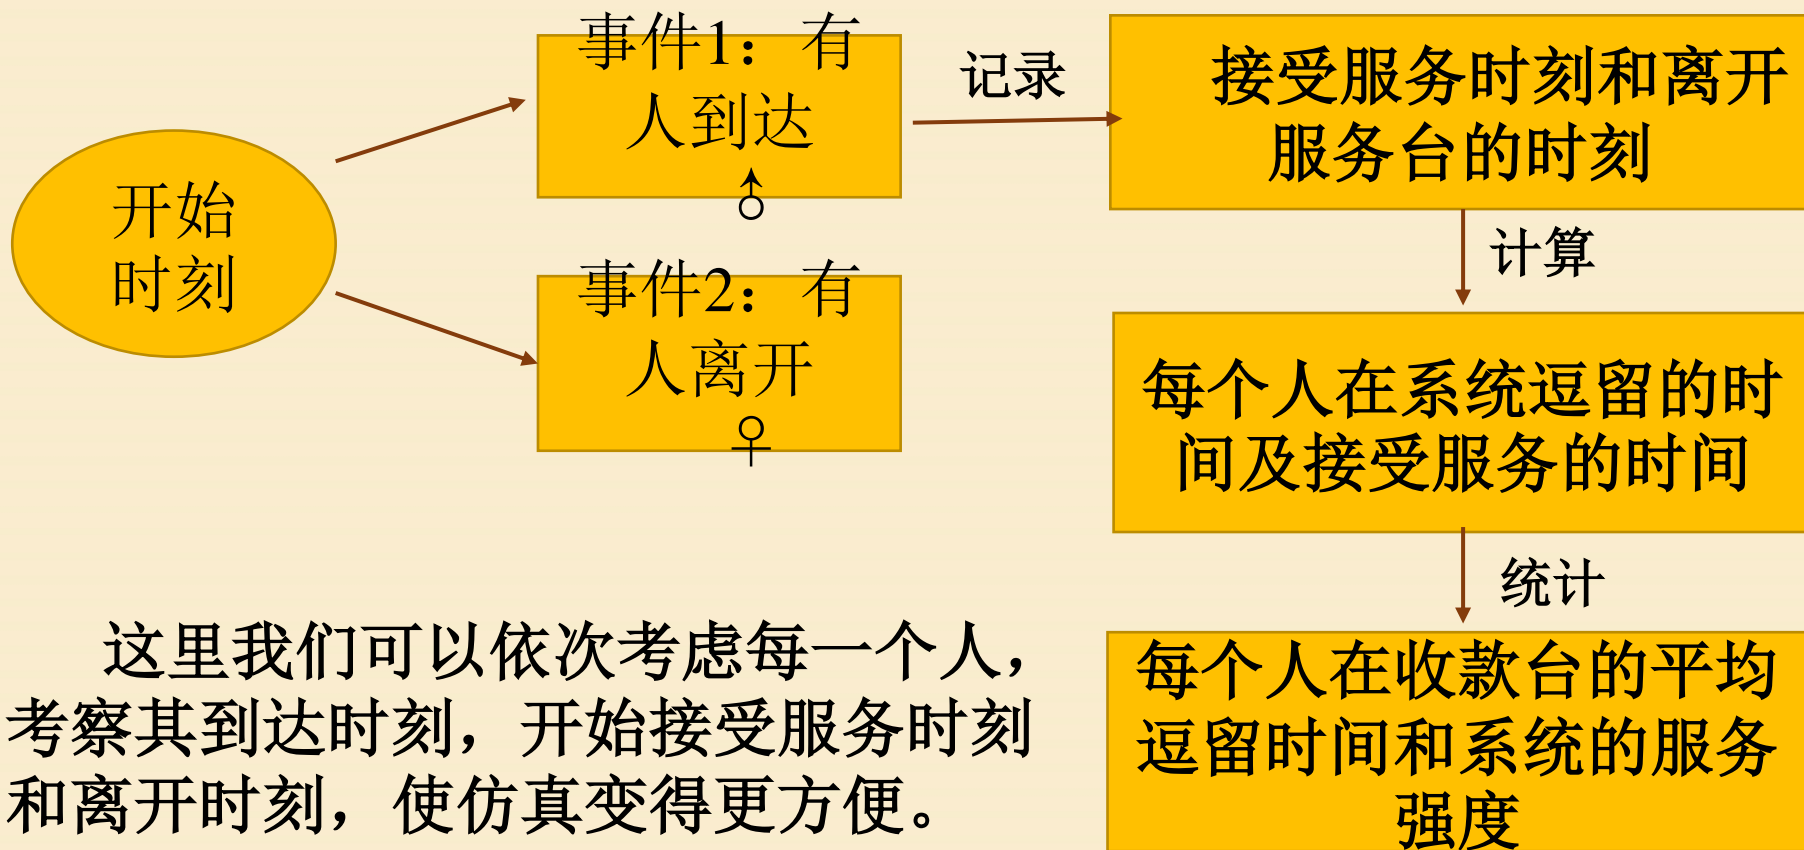 开始
时刻
事件1：有
人到达
♂
事件2：有
人离开
♀
记录
接受服务时刻和离开
服务台的时刻
计算
每个人在系统逗留的时
间及接受服务的时间
统计
每个人在收款台的平均
逗留时间和系统的服务
强度
这里我们可以依次考虑每一个人，
考察其到达时刻，开始接受服务时刻
和离开时刻，使仿真变得更方便。